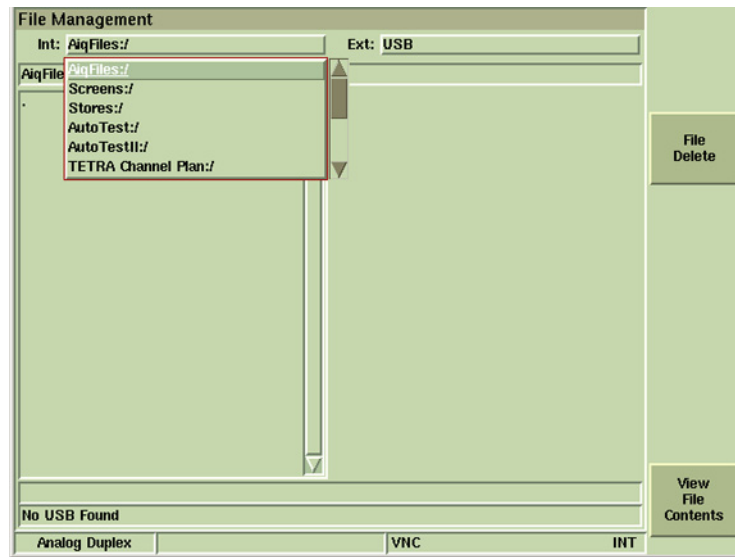 File Management
Int: AiqFiles:/ Ext: USB
AiqFile
AiqFiles:/
Screens:/
Stores:/
AutoTest:/
AutoTestII:/
TETRA Channel Plan:/
.
File
Delete
View
File
Contents
No USB Found
Analog Duplex VNC INT